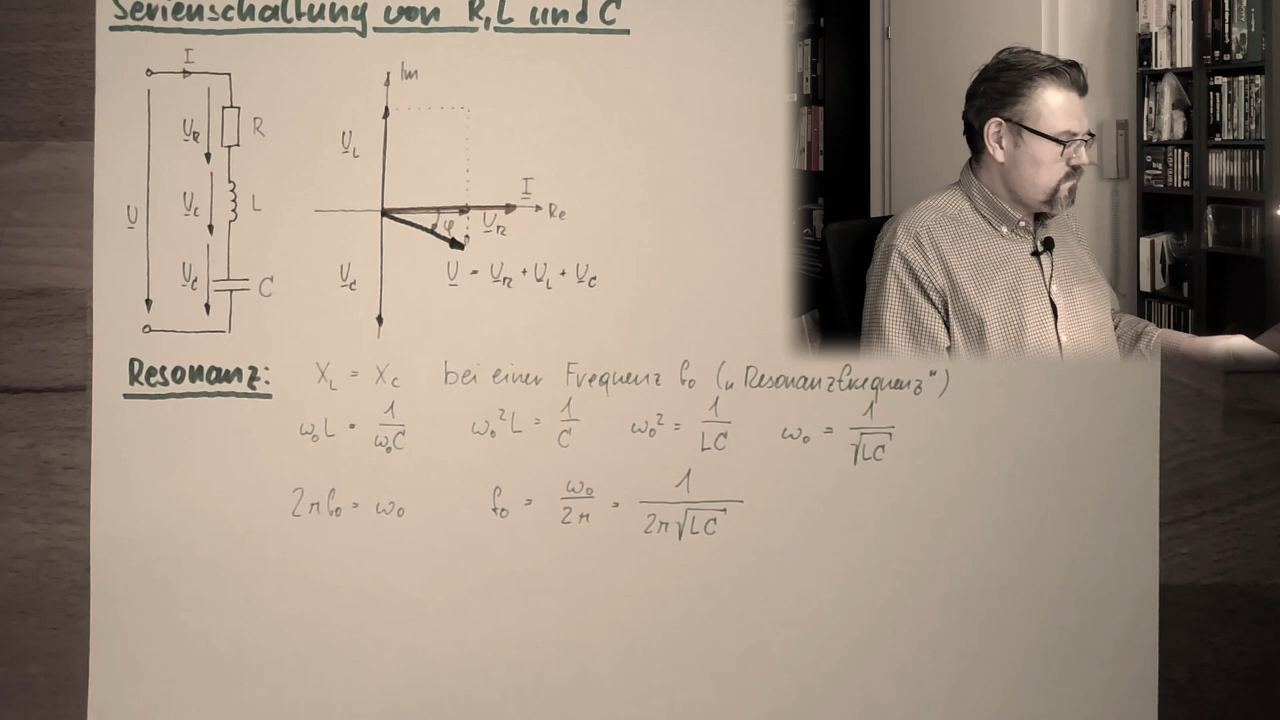 Serienschaltung von R, L und C
I
U_R R
U_L L
U
U_C C
Im
U_L
I
φ U_R Re
U_C
U = U_R + U_L + U_C
Resonanz: X_L = X_C bei einer Frequenz f₀ („Resonanzfrequenz“)
ω₀L = 1/(ω₀C) ω₀²L = 1/C ω₀² = 1/(LC) ω₀ = 1/√(LC)
2πf₀ = ω₀ f₀ = ω₀/(2π) = 1/(2π√(LC))